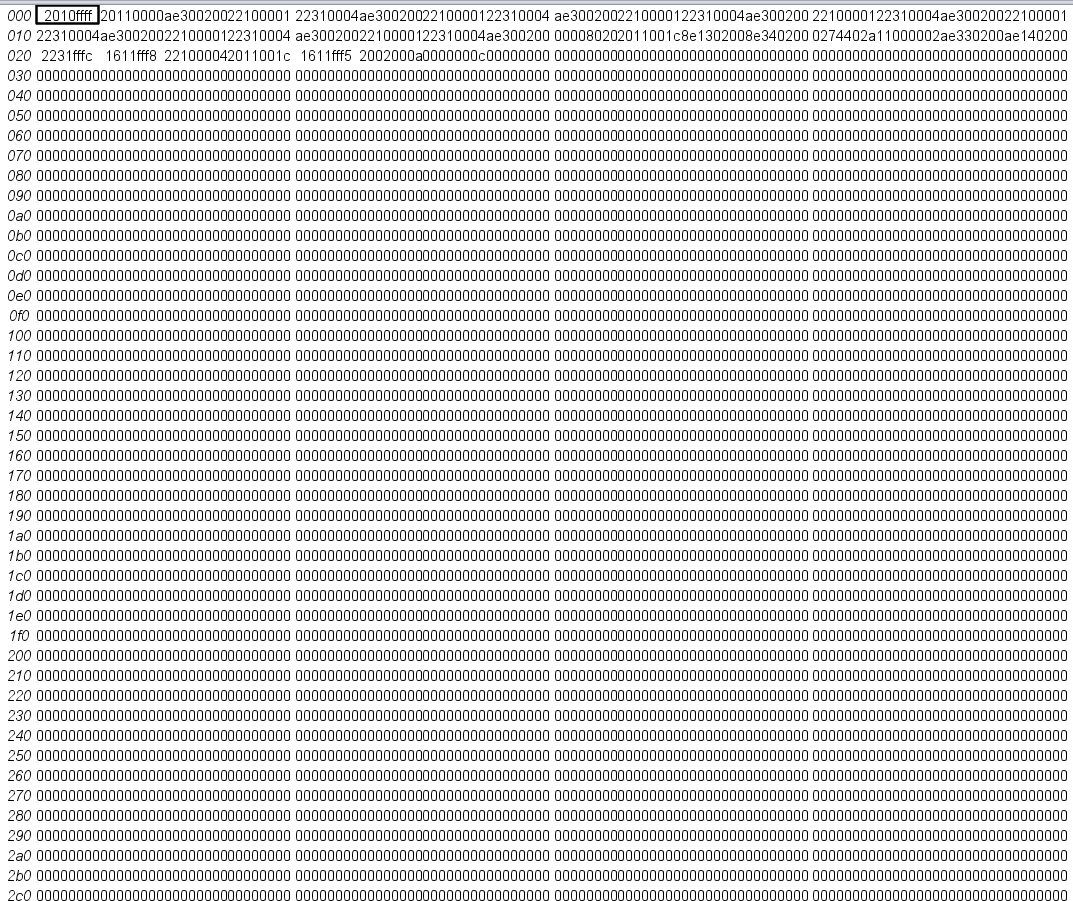 000 2010ffff 20110000ae30020022100001 22310004ae3002002210000122310004 ae3002002210000122310004ae300200 2210000122310004ae30020022100001
010 22310004ae3002002210000122310004 ae3002002210000122310004ae300200 000080202011001c8e1302008e340200 0274402a11000002ae330200ae140200
020 2231fffc 1611fff8 221000042011001c 1611fff5 2002000a0000000c00000000 00000000000000000000000000000000 00000000000000000000000000000000
030 00000000000000000000000000000000 00000000000000000000000000000000 00000000000000000000000000000000 00000000000000000000000000000000
040 00000000000000000000000000000000 00000000000000000000000000000000 00000000000000000000000000000000 00000000000000000000000000000000
050 00000000000000000000000000000000 00000000000000000000000000000000 00000000000000000000000000000000 00000000000000000000000000000000
060 00000000000000000000000000000000 00000000000000000000000000000000 00000000000000000000000000000000 00000000000000000000000000000000
070 00000000000000000000000000000000 00000000000000000000000000000000 00000000000000000000000000000000 00000000000000000000000000000000
080 00000000000000000000000000000000 00000000000000000000000000000000 00000000000000000000000000000000 00000000000000000000000000000000
090 00000000000000000000000000000000 00000000000000000000000000000000 00000000000000000000000000000000 00000000000000000000000000000000
0a0 00000000000000000000000000000000 00000000000000000000000000000000 00000000000000000000000000000000 00000000000000000000000000000000
0b0 00000000000000000000000000000000 00000000000000000000000000000000 00000000000000000000000000000000 00000000000000000000000000000000
0c0 00000000000000000000000000000000 00000000000000000000000000000000 00000000000000000000000000000000 00000000000000000000000000000000
0d0 00000000000000000000000000000000 00000000000000000000000000000000 00000000000000000000000000000000 00000000000000000000000000000000
0e0 00000000000000000000000000000000 00000000000000000000000000000000 00000000000000000000000000000000 00000000000000000000000000000000
0f0 00000000000000000000000000000000 00000000000000000000000000000000 00000000000000000000000000000000 00000000000000000000000000000000
100 00000000000000000000000000000000 00000000000000000000000000000000 00000000000000000000000000000000 00000000000000000000000000000000
110 00000000000000000000000000000000 00000000000000000000000000000000 00000000000000000000000000000000 00000000000000000000000000000000
120 00000000000000000000000000000000 00000000000000000000000000000000 00000000000000000000000000000000 00000000000000000000000000000000
130 00000000000000000000000000000000 00000000000000000000000000000000 00000000000000000000000000000000 00000000000000000000000000000000
140 00000000000000000000000000000000 00000000000000000000000000000000 00000000000000000000000000000000 00000000000000000000000000000000
150 00000000000000000000000000000000 00000000000000000000000000000000 00000000000000000000000000000000 00000000000000000000000000000000
160 00000000000000000000000000000000 00000000000000000000000000000000 00000000000000000000000000000000 00000000000000000000000000000000
170 00000000000000000000000000000000 00000000000000000000000000000000 00000000000000000000000000000000 00000000000000000000000000000000
180 00000000000000000000000000000000 00000000000000000000000000000000 00000000000000000000000000000000 00000000000000000000000000000000
190 00000000000000000000000000000000 00000000000000000000000000000000 00000000000000000000000000000000 00000000000000000000000000000000
1a0 00000000000000000000000000000000 00000000000000000000000000000000 00000000000000000000000000000000 00000000000000000000000000000000
1b0 00000000000000000000000000000000 00000000000000000000000000000000 00000000000000000000000000000000 00000000000000000000000000000000
1c0 00000000000000000000000000000000 00000000000000000000000000000000 00000000000000000000000000000000 00000000000000000000000000000000
1d0 00000000000000000000000000000000 00000000000000000000000000000000 00000000000000000000000000000000 00000000000000000000000000000000
1e0 00000000000000000000000000000000 00000000000000000000000000000000 00000000000000000000000000000000 00000000000000000000000000000000
1f0 00000000000000000000000000000000 00000000000000000000000000000000 00000000000000000000000000000000 00000000000000000000000000000000
200 00000000000000000000000000000000 00000000000000000000000000000000 00000000000000000000000000000000 00000000000000000000000000000000
210 00000000000000000000000000000000 00000000000000000000000000000000 00000000000000000000000000000000 00000000000000000000000000000000
220 00000000000000000000000000000000 00000000000000000000000000000000 00000000000000000000000000000000 00000000000000000000000000000000
230 00000000000000000000000000000000 00000000000000000000000000000000 00000000000000000000000000000000 00000000000000000000000000000000
240 00000000000000000000000000000000 00000000000000000000000000000000 00000000000000000000000000000000 00000000000000000000000000000000
250 00000000000000000000000000000000 00000000000000000000000000000000 00000000000000000000000000000000 00000000000000000000000000000000
260 00000000000000000000000000000000 00000000000000000000000000000000 00000000000000000000000000000000 00000000000000000000000000000000
270 00000000000000000000000000000000 00000000000000000000000000000000 00000000000000000000000000000000 00000000000000000000000000000000
280 00000000000000000000000000000000 00000000000000000000000000000000 00000000000000000000000000000000 00000000000000000000000000000000
290 00000000000000000000000000000000 00000000000000000000000000000000 00000000000000000000000000000000 00000000000000000000000000000000
2a0 00000000000000000000000000000000 00000000000000000000000000000000 00000000000000000000000000000000 00000000000000000000000000000000
2b0 00000000000000000000000000000000 00000000000000000000000000000000 00000000000000000000000000000000 00000000000000000000000000000000
2c0 00000000000000000000000000000000 00000000000000000000000000000000 00000000000000000000000000000000 00000000000000000000000000000000